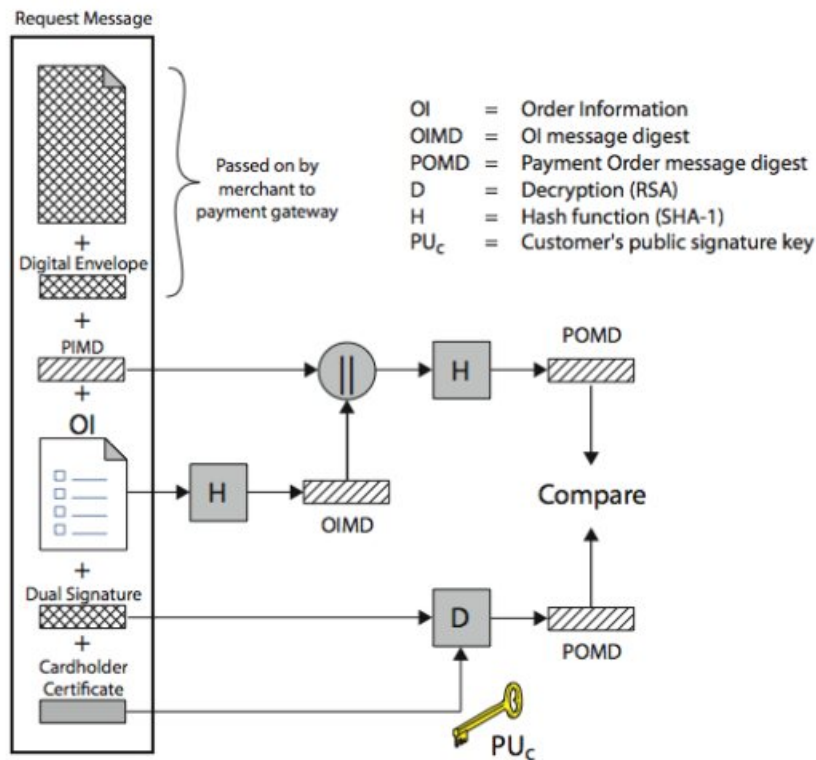 Request Message
OI = Order Information
OIMD = OI message digest
POMD = Payment Order message digest
D = Decryption (RSA)
H = Hash function (SHA-1)
PUc = Customer's public signature key
Passed on by
merchant to
payment gateway
+
Digital Envelope
+
PIMD
+
OI
||
H
POMD
H
OIMD
Compare
+
Dual Signature
+
D
POMD
Cardholder
Certificate
PUc